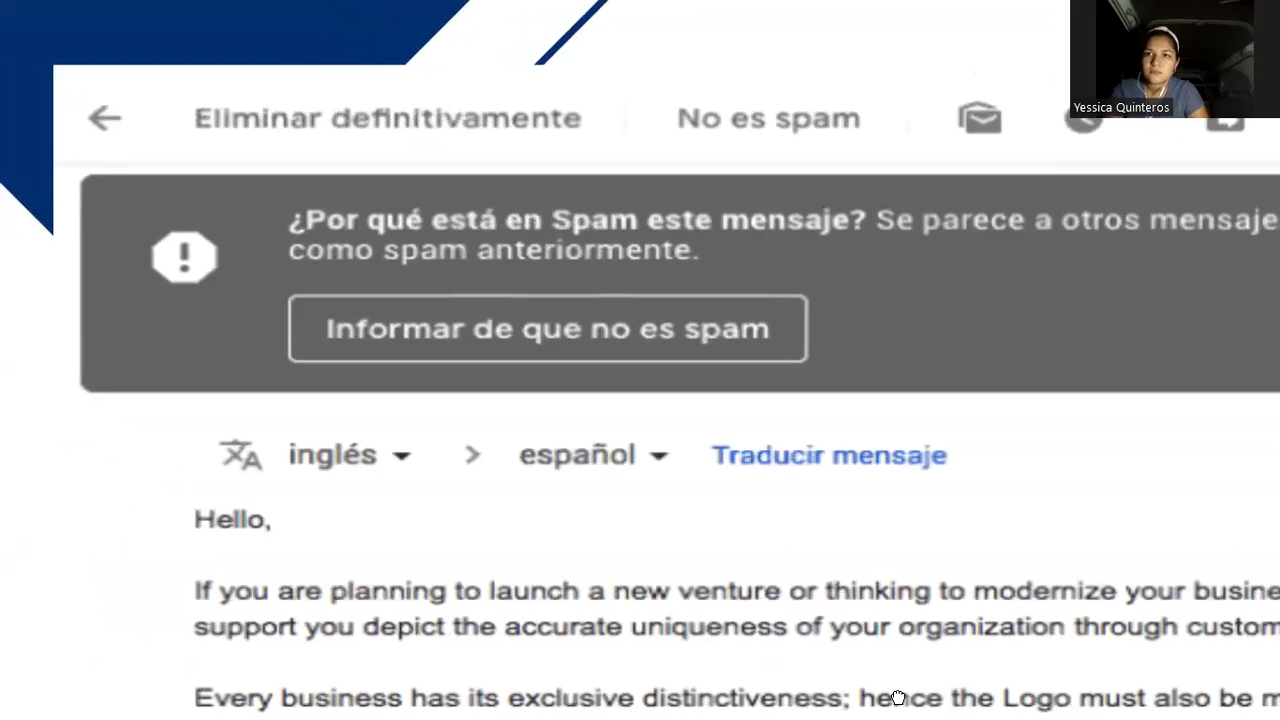 Eliminar definitivamente No es spam
Yessica Quinteros
¿Por qué está en Spam este mensaje? Se parece a otros mensaje
como spam anteriormente.
Informar de que no es spam
inglés > español Traducir mensaje
Hello,
If you are planning to launch a new venture or thinking to modernize your busine
support you depict the accurate uniqueness of your organization through custom
Every business has its exclusive distinctiveness; hence the Logo must also be m